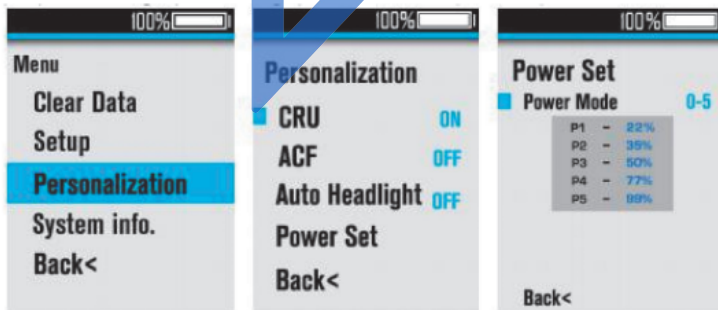 100%
Menu
Clear Data
Setup
Personalization
System info.
Back<
100%
Personalization
CRU ON
ACF OFF
Auto Headlight OFF
Power Set
Back<
100%
Power Set
Power Mode 0-5
P1 - 22%
P2 - 35%
P3 - 50%
P4 - 77%
P5 - 99%
Back<